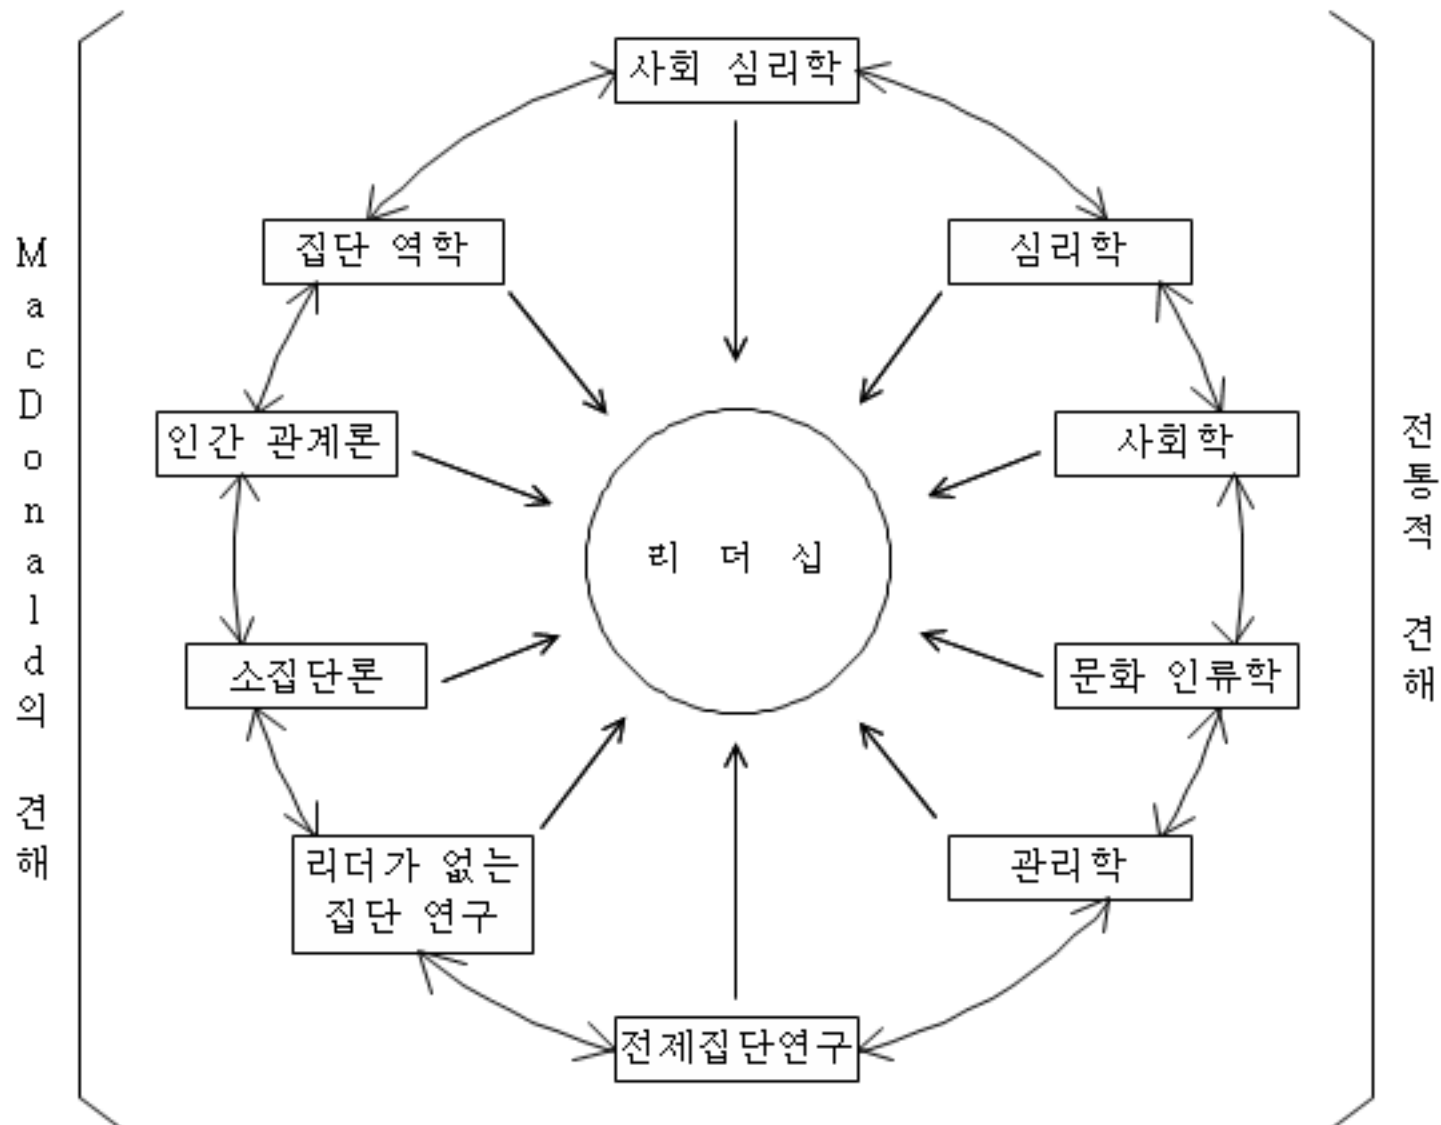 사회 심리학
집단 역학
심리학
인간 관계론
사회학
리 더 십
소집단론
문화 인류학
리더가 없는
집단 연구
관리학
전제집단연구
MacDonald의 견해
전통적 견해